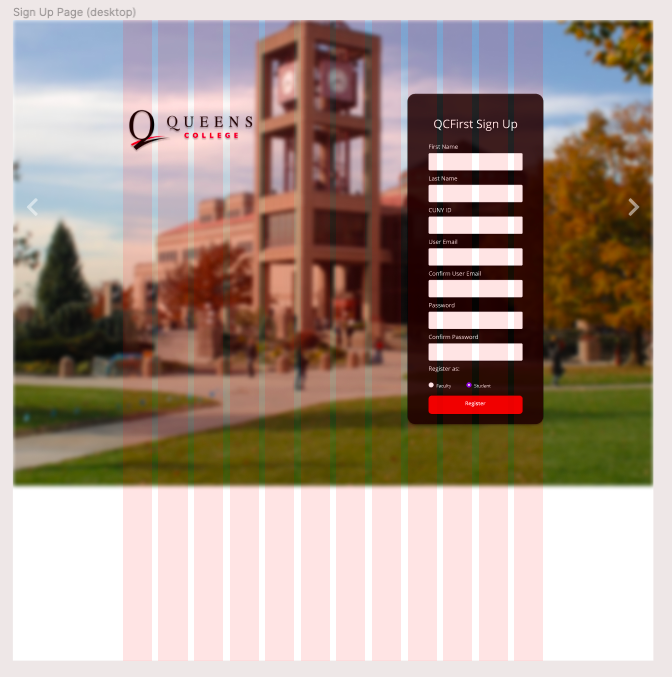 Sign Up Page (desktop)
QUEENS
COLLEGE
QCFirst Sign Up
First Name
Last Name
CUNY ID
User Email
Confirm User Email
Password
Confirm Password
Register as:
Faculty
Student
Register